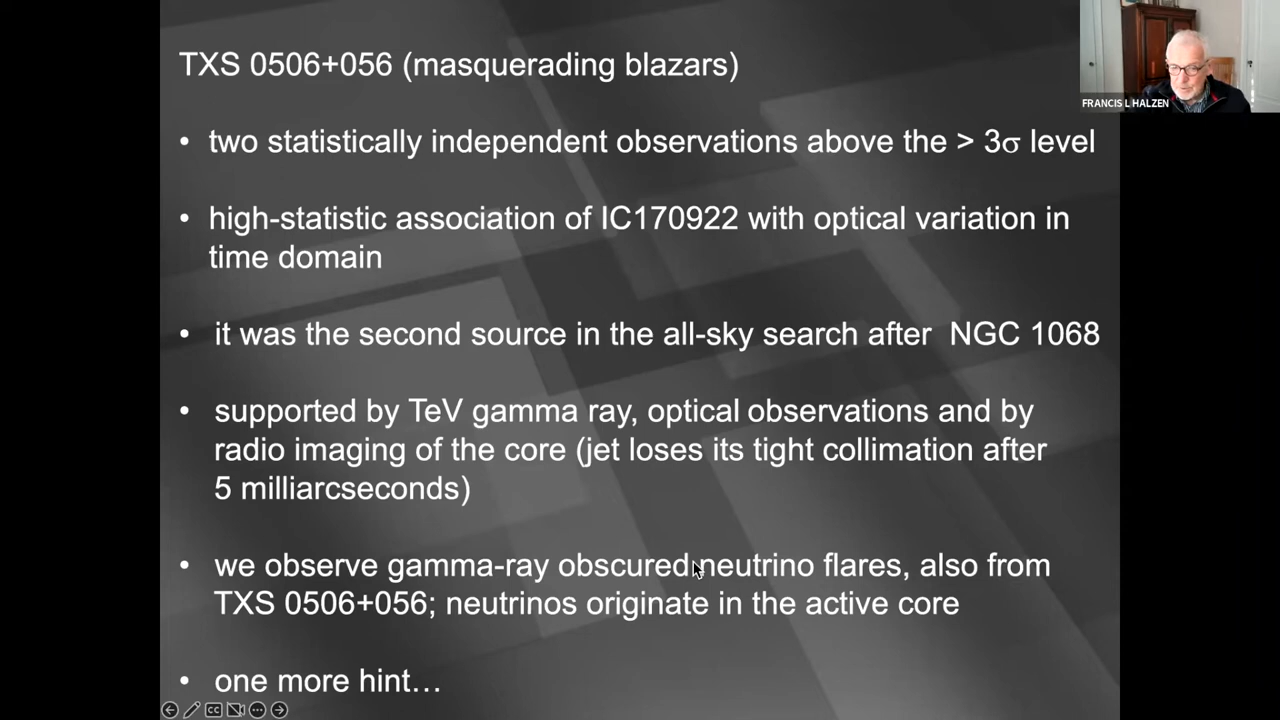 TXS 0506+056 (masquerading blazars)
FRANCIS L HALZEN
• two statistically independent observations above the > 3σ level
• high-statistic association of IC170922 with optical variation in
time domain
• it was the second source in the all-sky search after NGC 1068
• supported by TeV gamma ray, optical observations and by
radio imaging of the core (jet loses its tight collimation after
5 milliarcseconds)
• we observe gamma-ray obscured neutrino flares, also from
TXS 0506+056; neutrinos originate in the active core
• one more hint…
CC